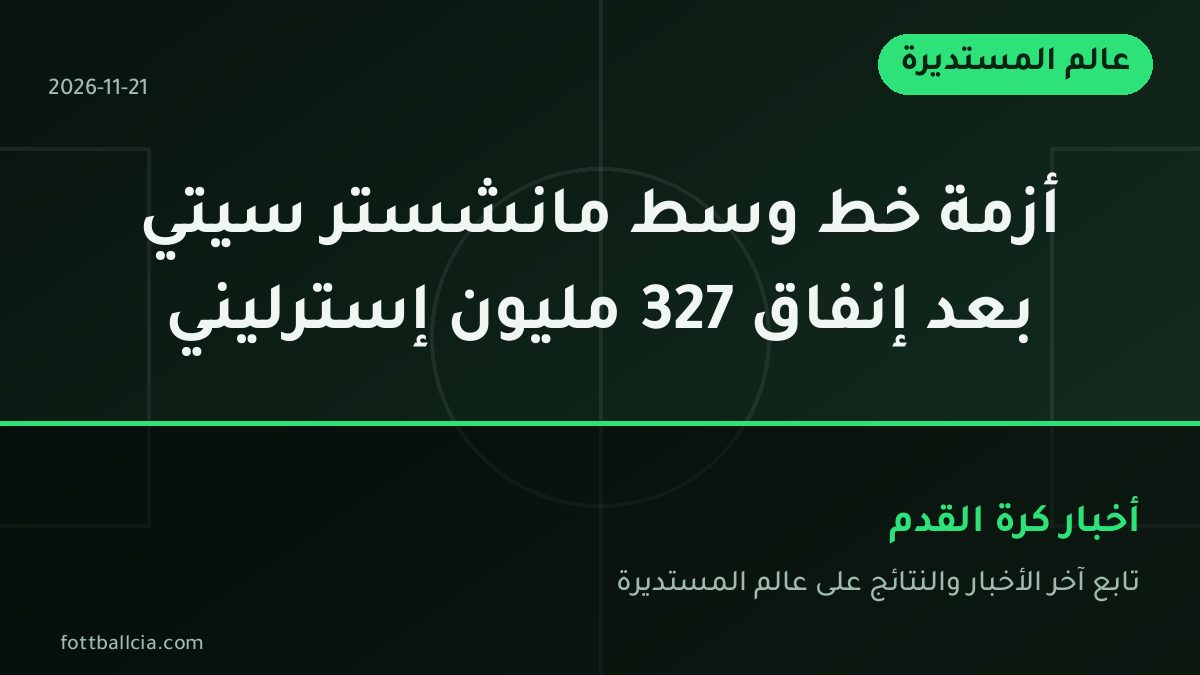 عالم المستديرة
2026-11-21
أزمة خط وسط مانشستر سيتي
بعد إنفاق 327 مليون إسترليني
أخبار كرة القدم
تابع آخر الأخبار والنتائج على عالم المستديرة
fottballcia.com